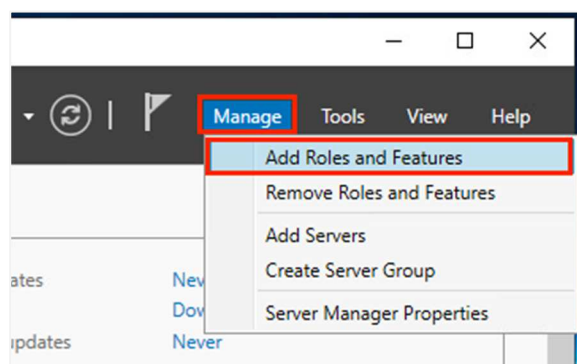 Manage Tools View Help
Add Roles and Features
Remove Roles and Features
Add Servers
Create Server Group
Server Manager Properties
ates Nev
Dow
updates Never